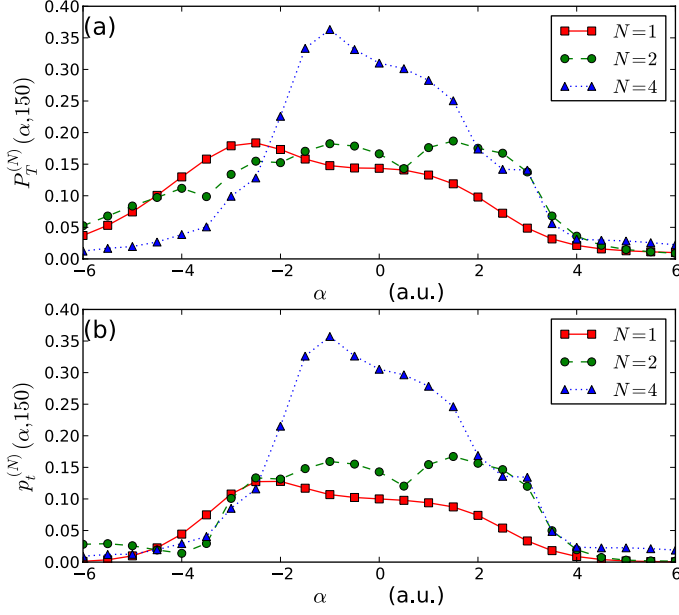 0.40
0.35
0.30
0.25
0.20
0.15
0.10
0.05
0.00
P_T^{(N)}(α,150)
(a)
N=1
N=2
N=4
−6 −4 −2 0 2 4 6
α (a.u.)
0.40
0.35
0.30
0.25
0.20
0.15
0.10
0.05
0.00
p_t^{(N)}(α,150)
(b)
N=1
N=2
N=4
−6 −4 −2 0 2 4 6
α (a.u.)